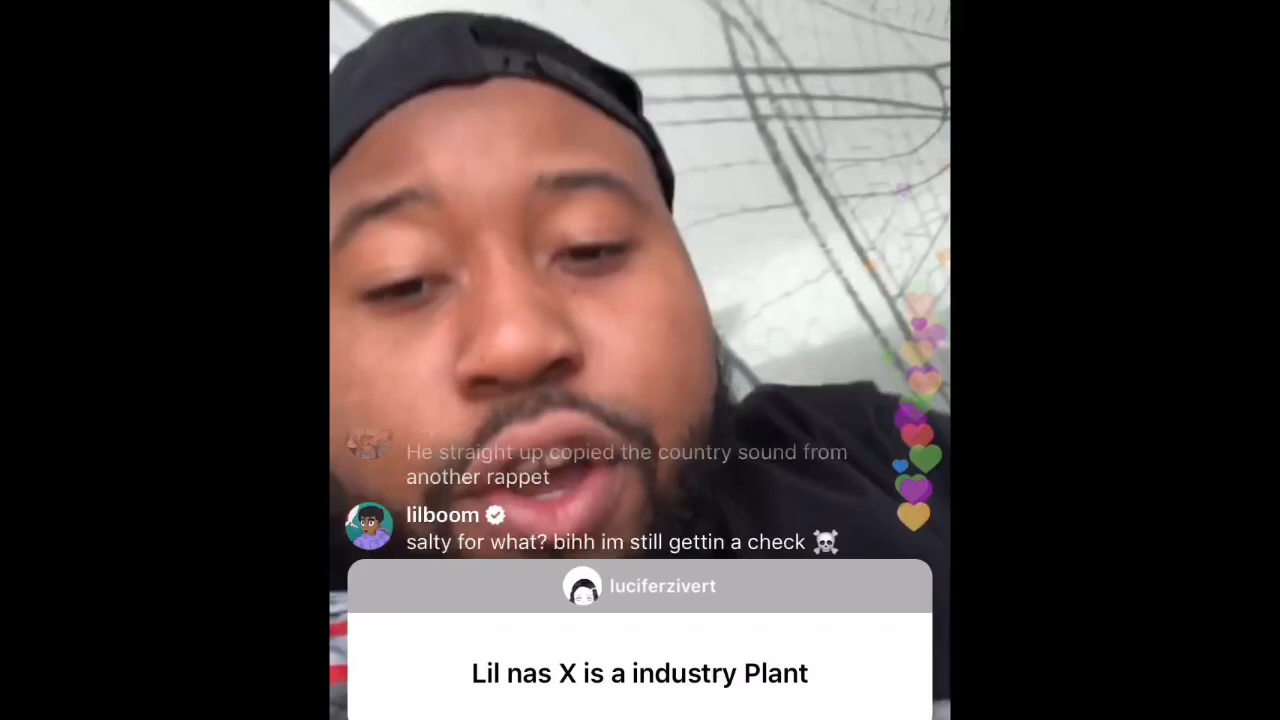 He straight up copied the country sound from
another rappet
lilboom
salty for what? bihh im still gettin a check ☠️
luciferzivert
Lil nas X is a industry Plant